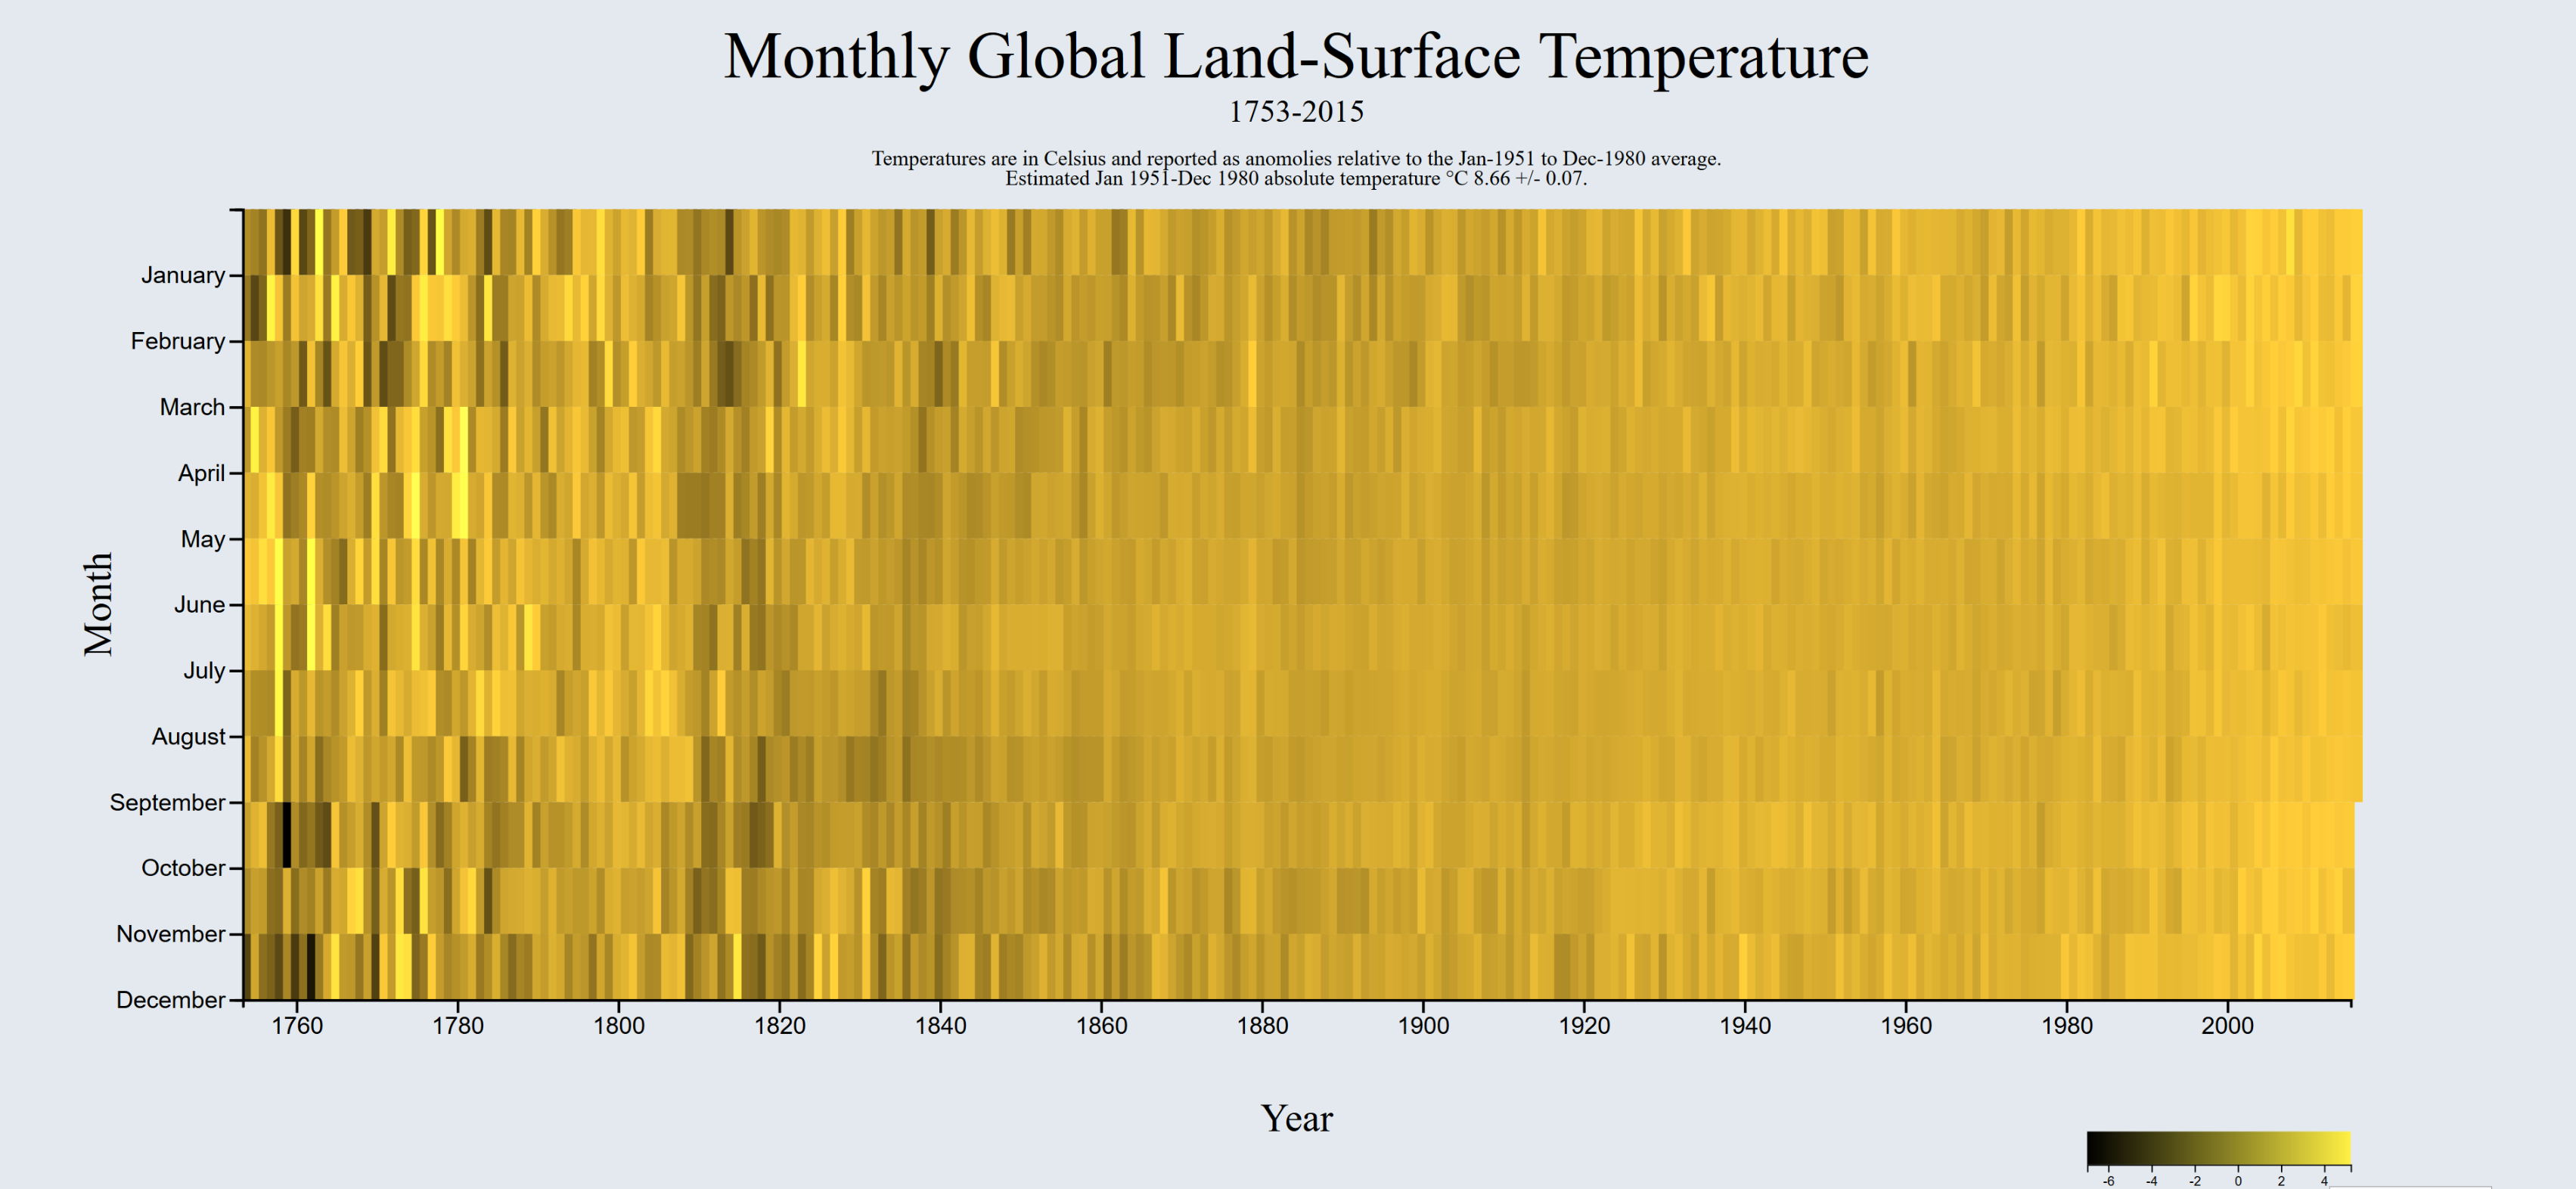 Monthly Global Land-Surface Temperature
1753-2015
Temperatures are in Celsius and reported as anomolies relative to the Jan-1951 to Dec-1980 average.
Estimated Jan 1951-Dec 1980 absolute temperature °C 8.66 +/- 0.07.
January
February
March
April
May
June
July
August
September
October
November
December
Month
1760 1780 1800 1820 1840 1860 1880 1900 1920 1940 1960 1980 2000
Year
-6 -4 -2 0 2 4